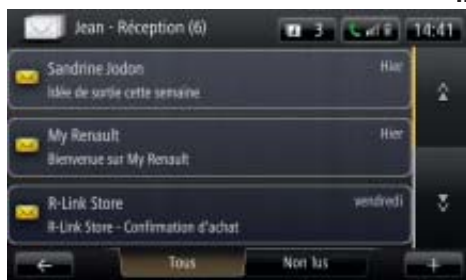 Jean - Réception (6)
3
14:41
Sandrine Jodon
Hier
Idée de sortie cette semaine
My Renault
Hier
Bienvenue sur My Renault
R-Link Store
vendredi
R-Link Store - Confirmation d'achat
Tous
Non lus
+